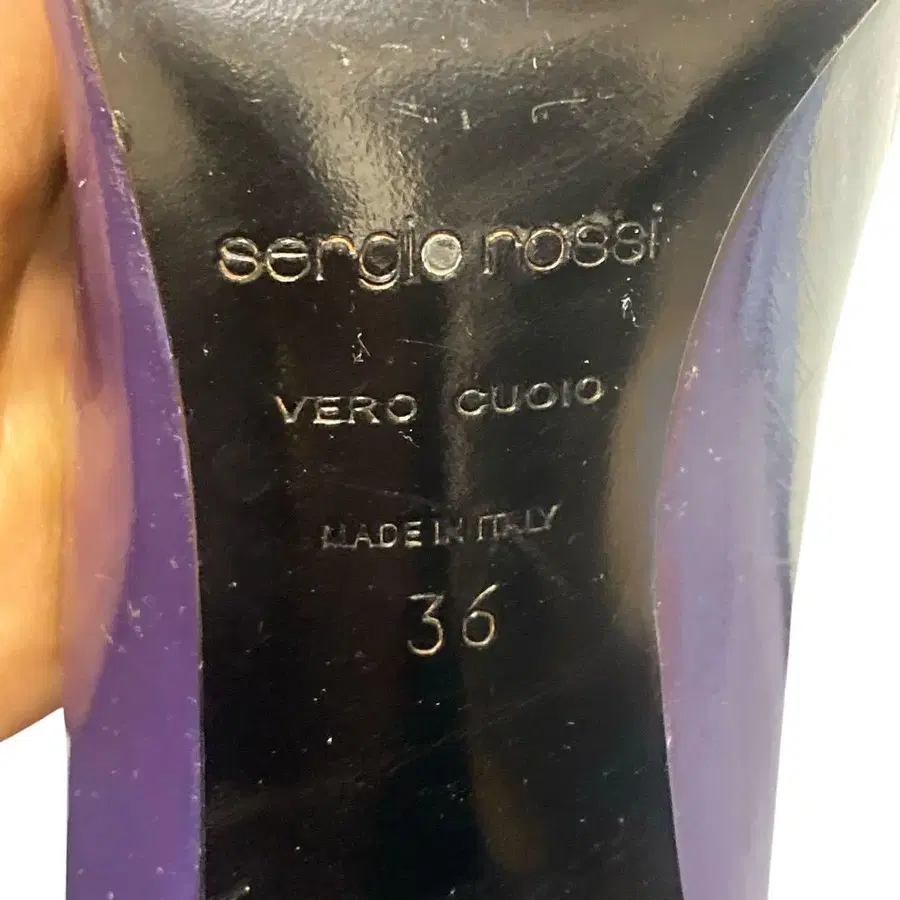 sergio rossi
VERO CUOIO
MADE IN ITALY
36